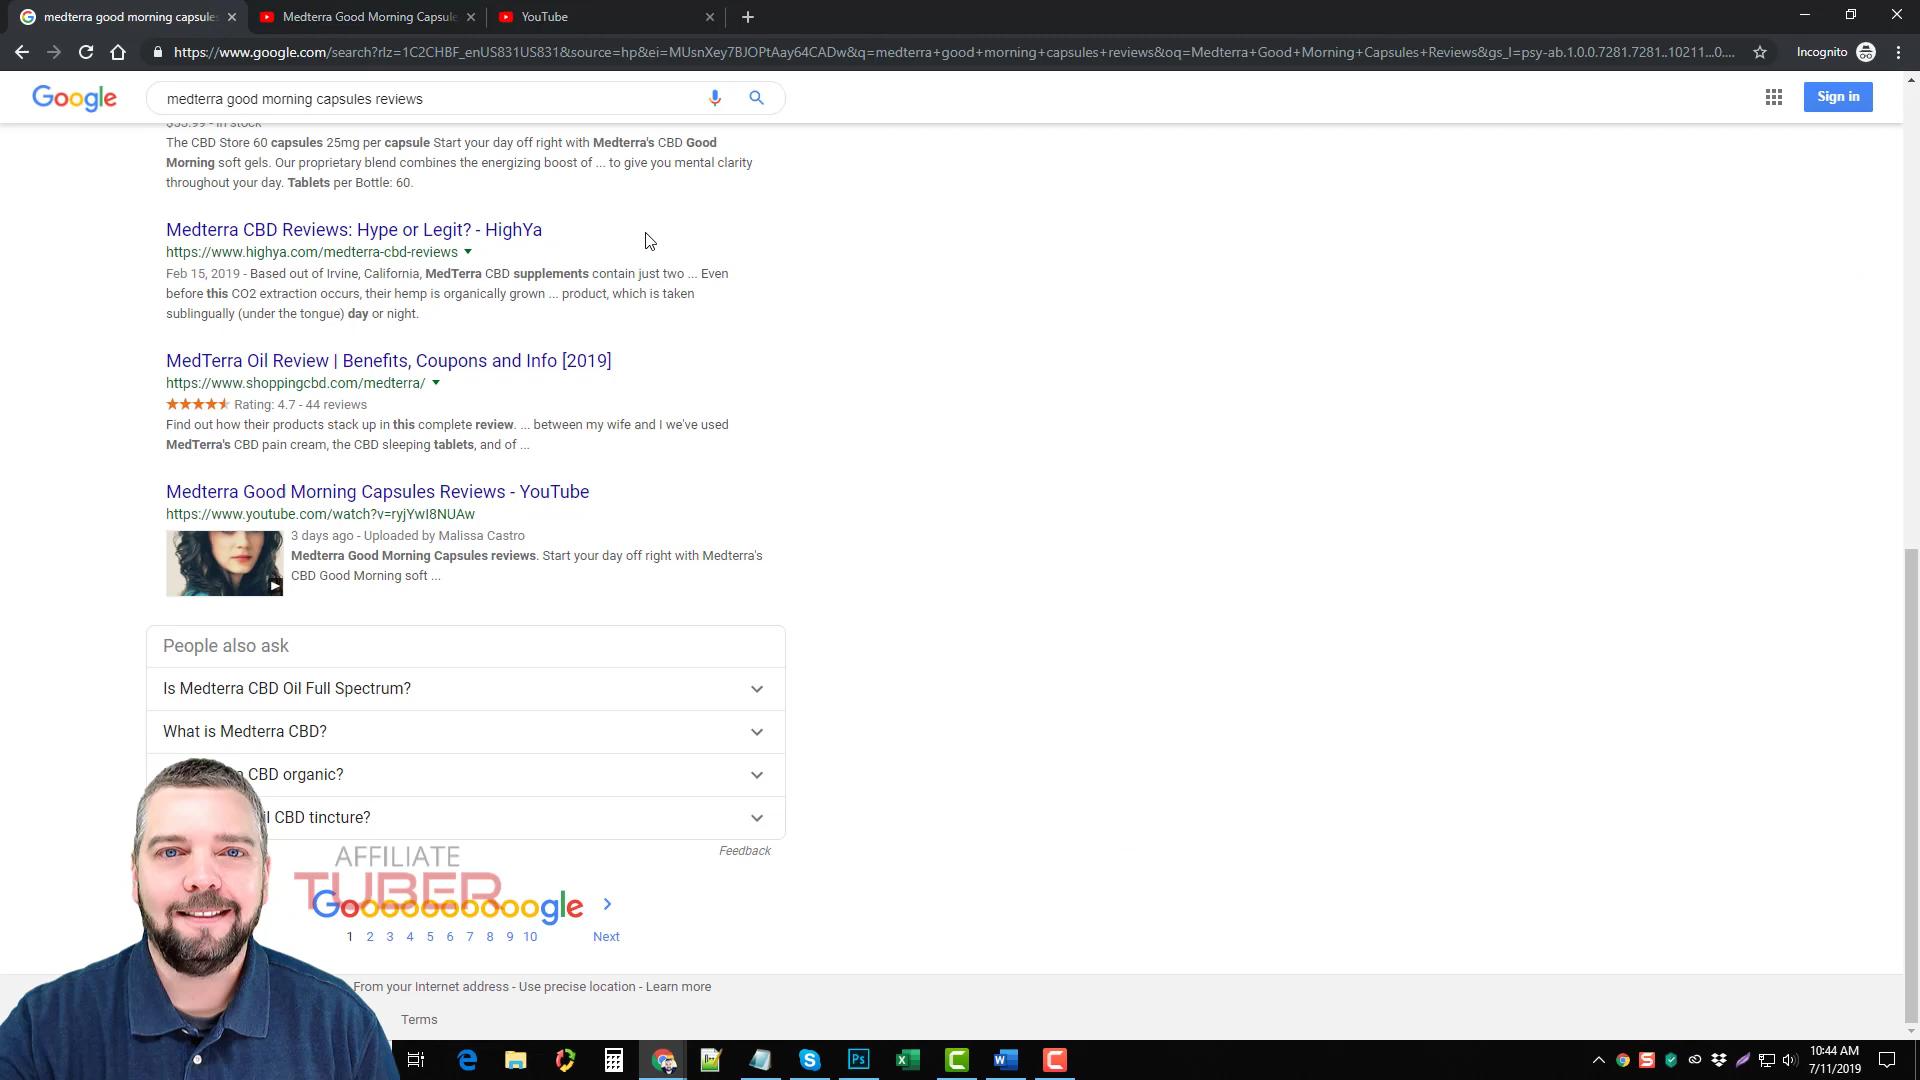 medterra good morning capsules
Medterra Good Morning Capsule
YouTube
https://www.google.com/search?rlz=1C2CHBF_enUS831US831&source=hp&ei=MUsnXey7BJOPtAay64CADw&q=medterra+good+morning+capsules+reviews&oq=Medterra+Good+Morning+Capsules+Reviews&gs_l=psy-ab.1.0.0.7281.7281..10211...0....
Incognito
Google
medterra good morning capsules reviews
Sign in
$53.99 - In stock
The CBD Store 60 capsules 25mg per capsule Start your day off right with Medterra's CBD Good
Morning soft gels. Our proprietary blend combines the energizing boost of ... to give you mental clarity
throughout your day. Tablets per Bottle: 60.
Medterra CBD Reviews: Hype or Legit? - HighYa
https://www.highya.com/medterra-cbd-reviews
Feb 15, 2019 - Based out of Irvine, California, MedTerra CBD supplements contain just two ... Even
before this CO2 extraction occurs, their hemp is organically grown ... product, which is taken
sublingually (under the tongue) day or night.
MedTerra Oil Review | Benefits, Coupons and Info [2019]
https://www.shoppingcbd.com/medterra/
Rating: 4.7 - 44 reviews
Find out how their products stack up in this complete review. ... between my wife and I we've used
MedTerra's CBD pain cream, the CBD sleeping tablets, and of ...
Medterra Good Morning Capsules Reviews - YouTube
https://www.youtube.com/watch?v=ryjYwI8NUAw
3 days ago - Uploaded by Malissa Castro
Medterra Good Morning Capsules reviews. Start your day off right with Medterra's
CBD Good Morning soft ...
People also ask
Is Medterra CBD Oil Full Spectrum?
What is Medterra CBD?
CBD organic?
CBD tincture?
Feedback
AFFILIATE
TUBER
Goooooooooogle
1 2 3 4 5 6 7 8 9 10 Next
From your Internet address - Use precise location - Learn more
Terms
10:44 AM
7/11/2019